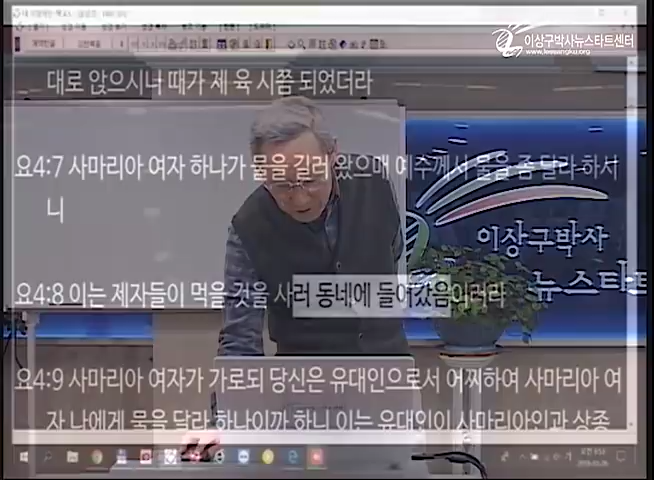 이상구박사뉴스타트센터
www.leesangku.org
대로 앉으시니 때가 제 육 시쯤 되었더라
요4:7 사마리아 여자 하나가 물을 길러 왔으매 예수께서 물을 좀 달라 하시
니
이상구박사
뉴스타트
요4:8 이는 제자들이 먹을 것을 사러 동네에 들어갔음이러라
요4:9 사마리아 여자가 가로되 당신은 유대인으로서 어찌하여 사마리아 여
자 나에게 물을 달라 하나이까 하니 이는 유대인이 사마리아인과 상종